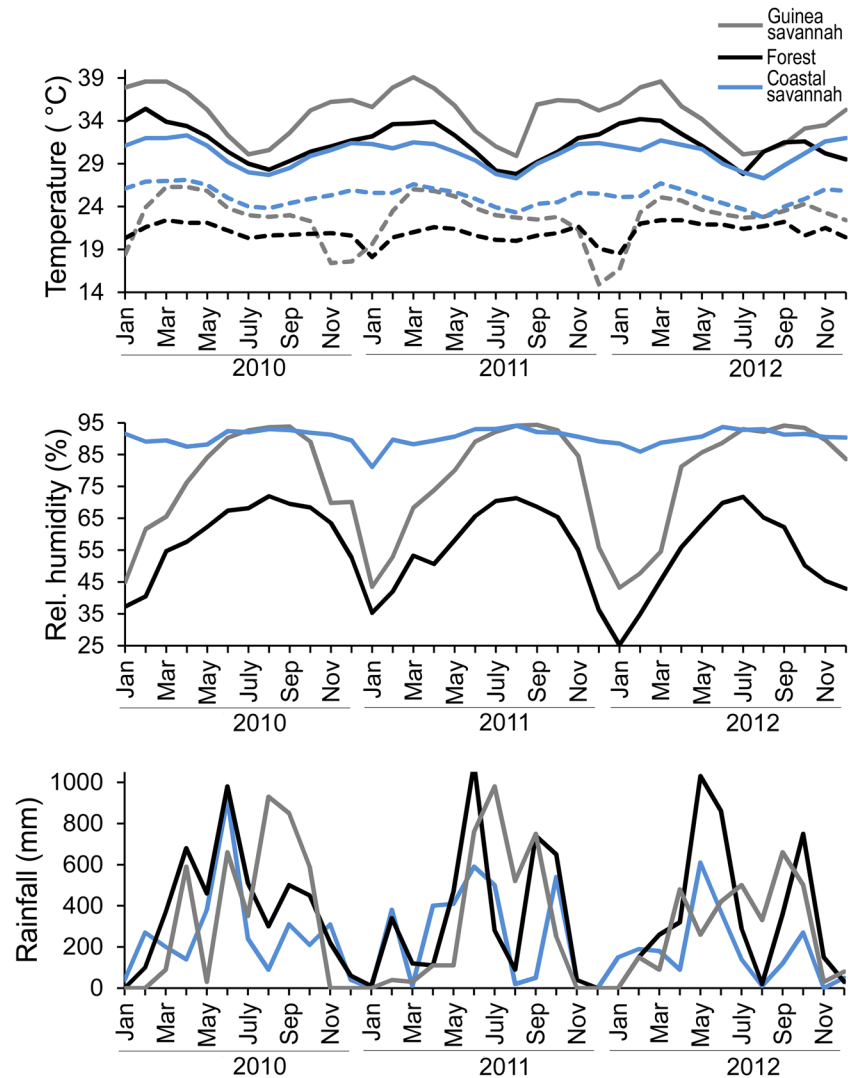 Guinea
savannah
Forest
Coastal
savannah
Temperature ( °C)
39
34
29
24
19
14
Jan
Mar
May
July
Sep
Nov
Jan
Mar
May
July
Sep
Nov
Jan
Mar
May
July
Sep
Nov
2010
2011
2012
Rel. humidity (%)
95
85
75
65
55
45
35
25
Jan
Mar
May
July
Sep
Nov
Jan
Mar
May
July
Sep
Nov
Jan
Mar
May
July
Sep
Nov
2010
2011
2012
Rainfall (mm)
1000
800
600
400
200
0
Jan
Mar
May
July
Sep
Nov
Jan
Mar
May
July
Sep
Nov
Jan
Mar
May
July
Sep
Nov
2010
2011
2012